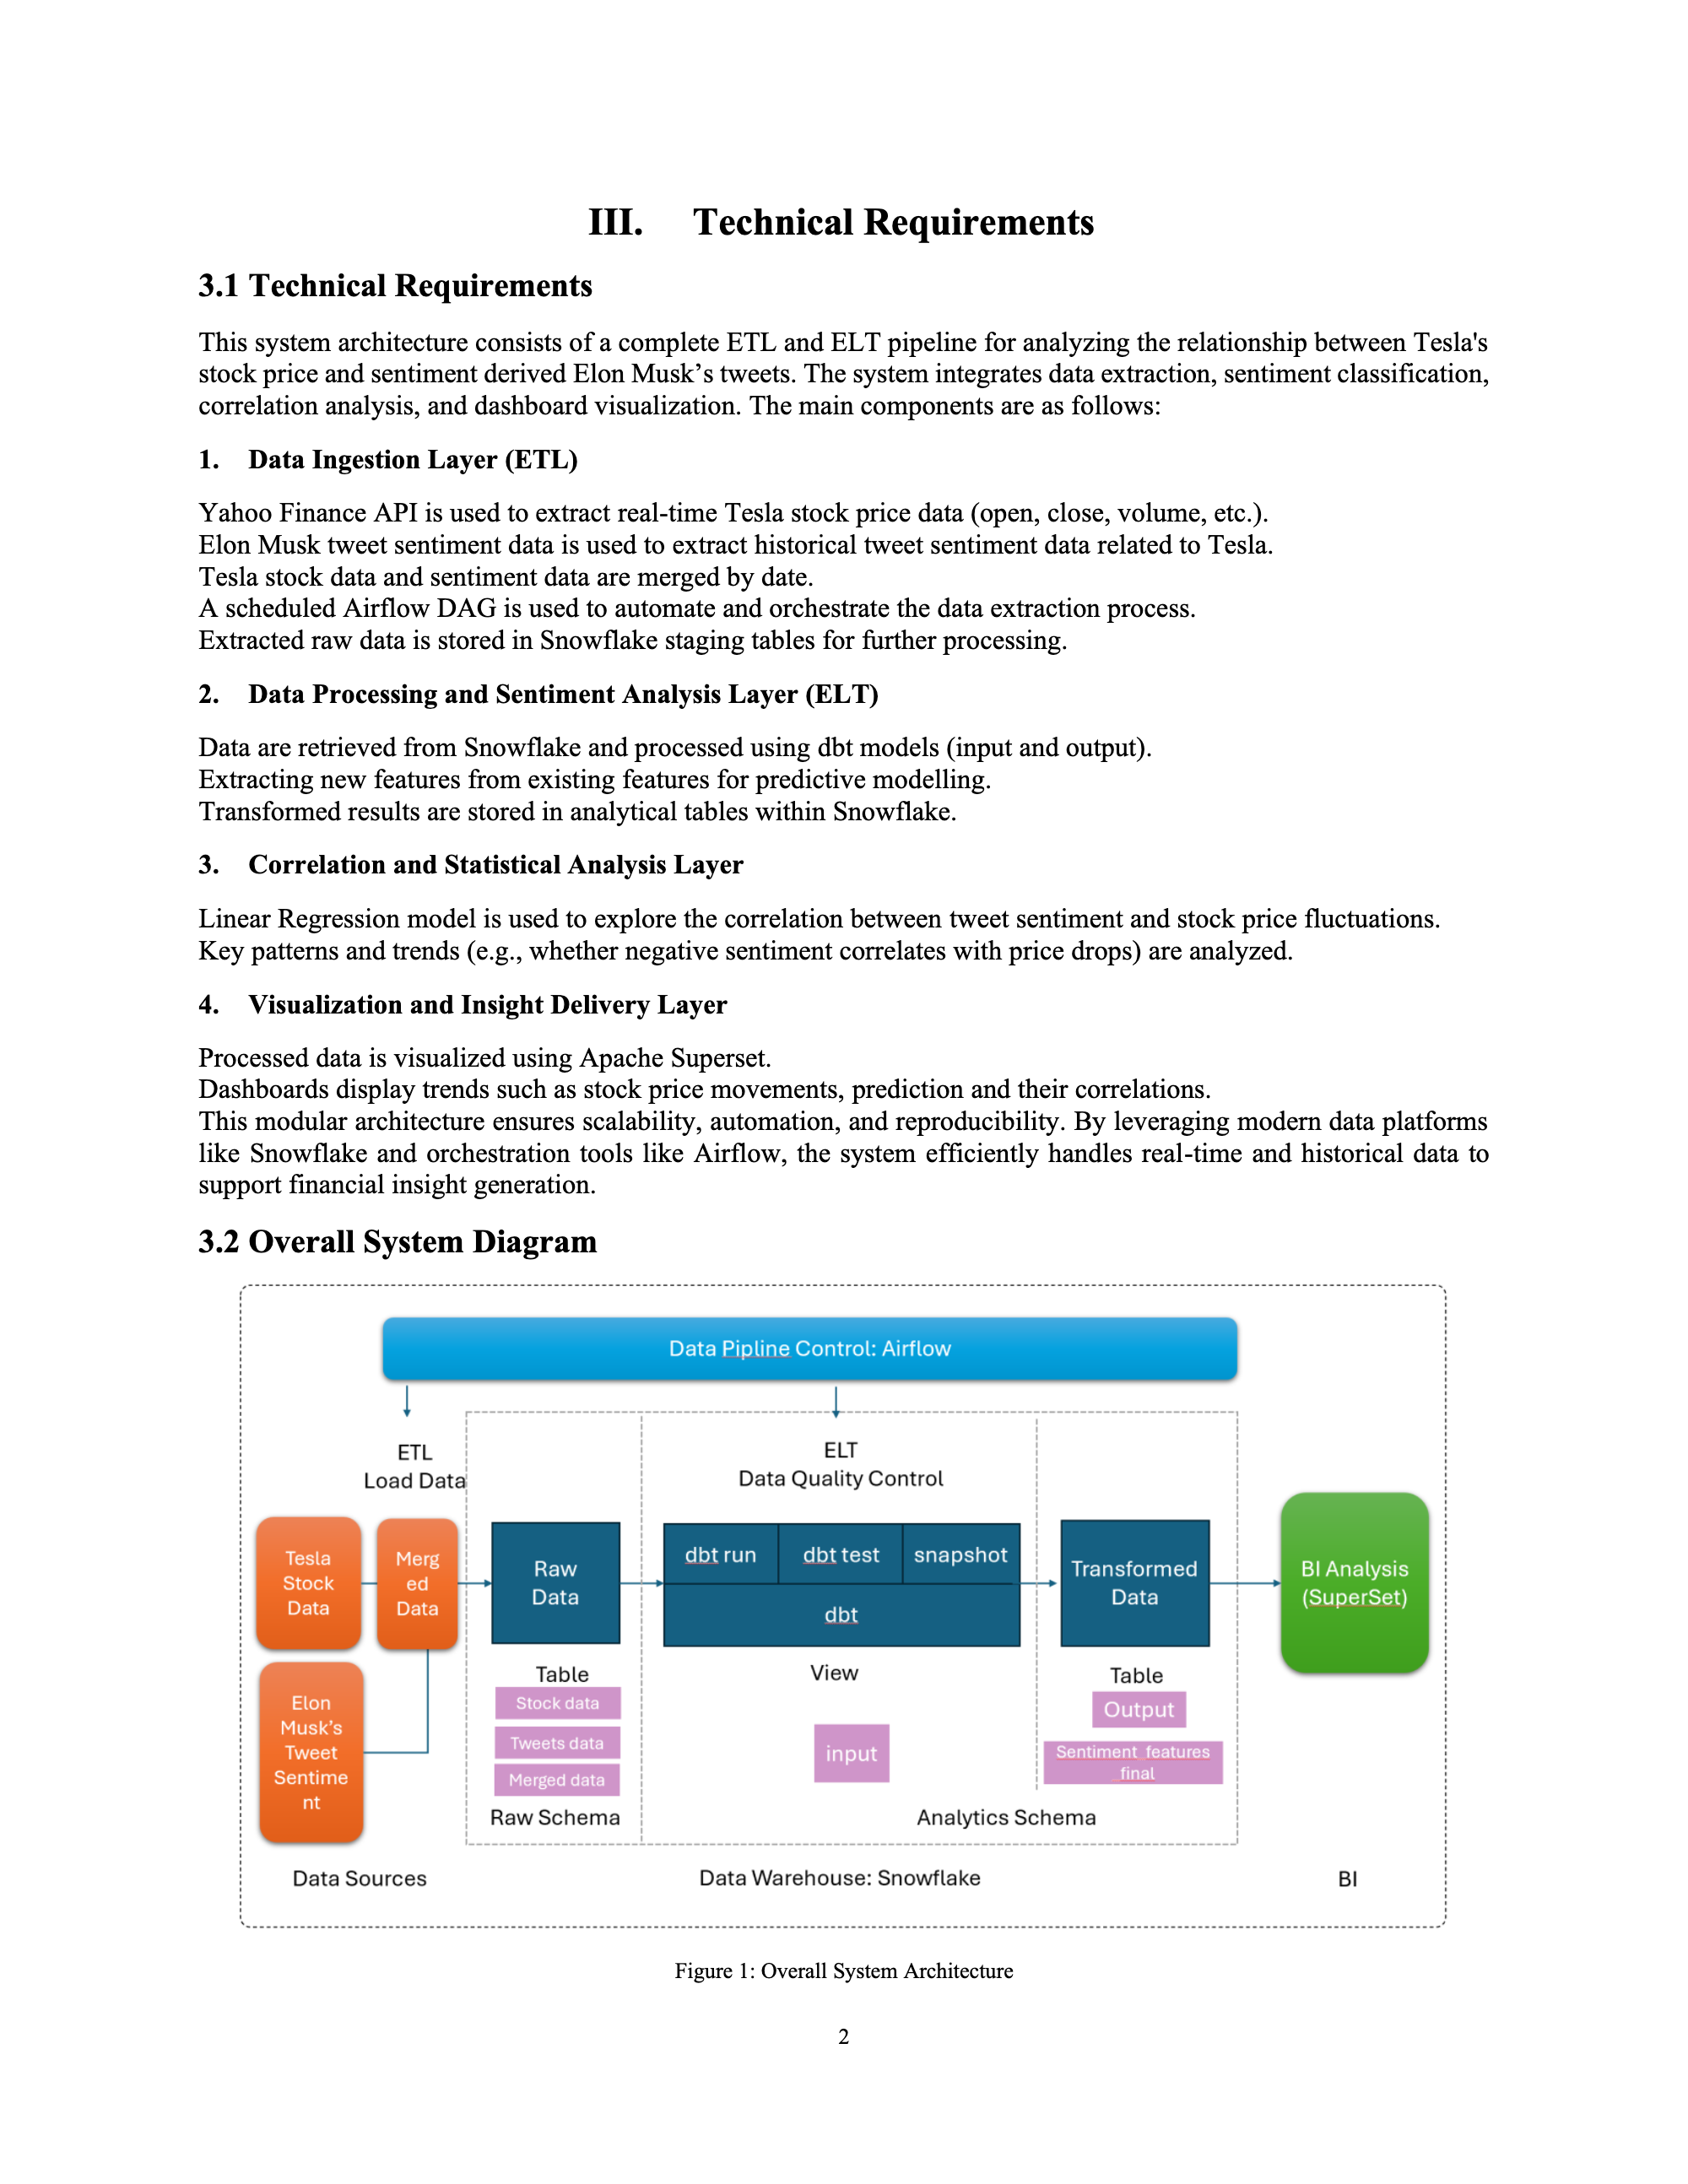 III. Technical Requirements
3.1 Technical Requirements
This system architecture consists of a complete ETL and ELT pipeline for analyzing the relationship between Tesla's
stock price and sentiment derived Elon Musk’s tweets. The system integrates data extraction, sentiment classification,
correlation analysis, and dashboard visualization. The main components are as follows:
1. Data Ingestion Layer (ETL)
Yahoo Finance API is used to extract real-time Tesla stock price data (open, close, volume, etc.).
Elon Musk tweet sentiment data is used to extract historical tweet sentiment data related to Tesla.
Tesla stock data and sentiment data are merged by date.
A scheduled Airflow DAG is used to automate and orchestrate the data extraction process.
Extracted raw data is stored in Snowflake staging tables for further processing.
2. Data Processing and Sentiment Analysis Layer (ELT)
Data are retrieved from Snowflake and processed using dbt models (input and output).
Extracting new features from existing features for predictive modelling.
Transformed results are stored in analytical tables within Snowflake.
3. Correlation and Statistical Analysis Layer
Linear Regression model is used to explore the correlation between tweet sentiment and stock price fluctuations.
Key patterns and trends (e.g., whether negative sentiment correlates with price drops) are analyzed.
4. Visualization and Insight Delivery Layer
Processed data is visualized using Apache Superset.
Dashboards display trends such as stock price movements, prediction and their correlations.
This modular architecture ensures scalability, automation, and reproducibility. By leveraging modern data platforms
like Snowflake and orchestration tools like Airflow, the system efficiently handles real-time and historical data to
support financial insight generation.
3.2 Overall System Diagram
Data Pipline Control: Airflow
ETL
Load Data
ELT
Data Quality Control
Tesla
Stock
Data
Merg
ed
Data
Raw
Data
dbt run
dbt test
snapshot
dbt
Transformed
Data
BI Analysis
(SuperSet)
Elon
Musk’s
Tweet
Sentime
nt
Table
Stock data
Tweets data
Merged data
Raw Schema
View
input
Table
Output
Sentiment_features
final
Analytics Schema
Data Sources
Data Warehouse: Snowflake
BI
Figure 1: Overall System Architecture
2